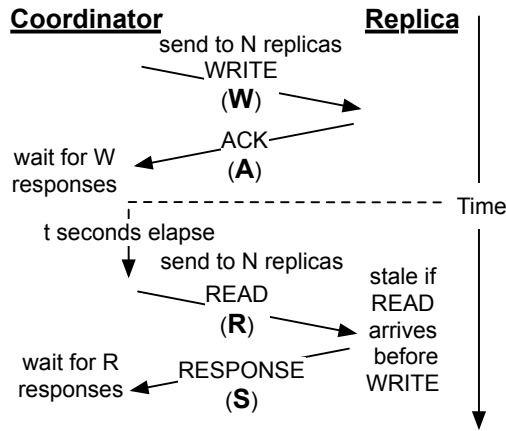 Coordinator Replica
send to N replicas
WRITE
(W)
ACK
(A)
wait for W
responses
Time
t seconds elapse
send to N replicas
READ
(R)
stale if
READ
arrives
before
WRITE
RESPONSE
(S)
wait for R
responses